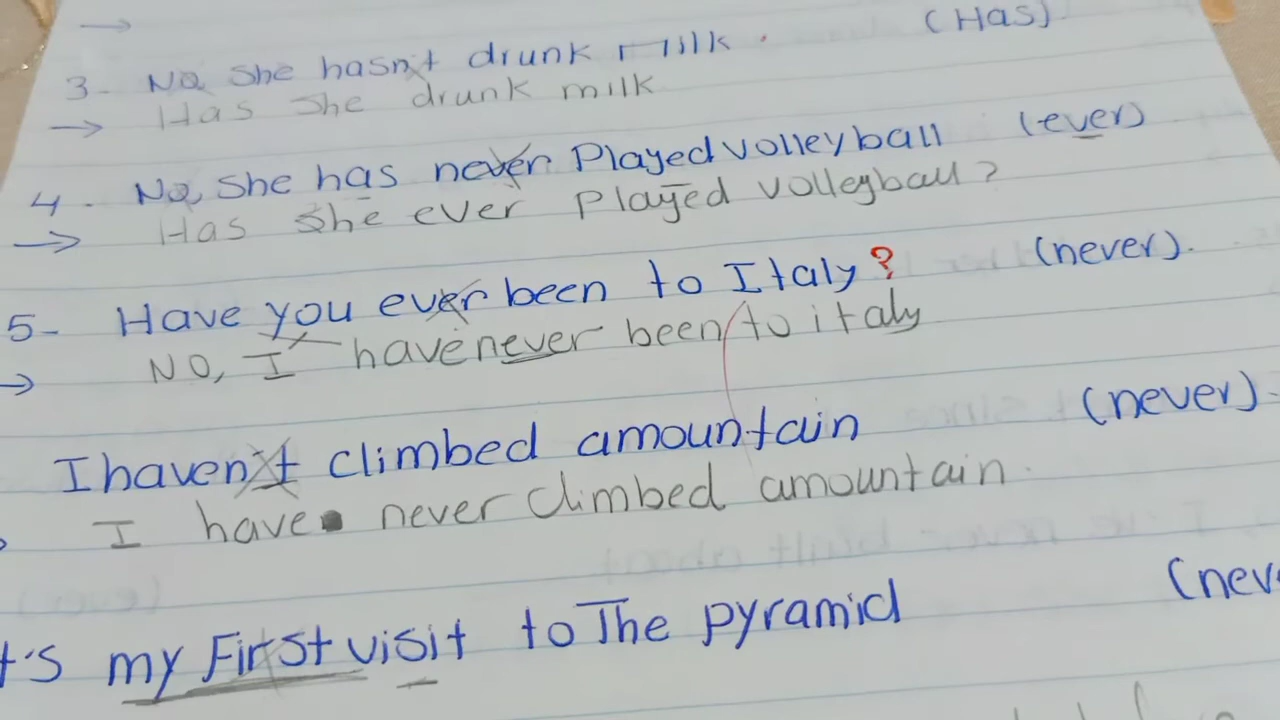 3- No, She hasn't drunk milk. (Has)
→ Has She drunk milk
4. No, She has never Played volleyball (ever)
→ Has She ever Played volleyball?
5- Have you ever been to Italy? (never).
→ No, I have never been to italy
I haven't climbed amountain (never).
I have never climbed amountain.
t's my First visit to The pyramid (nev